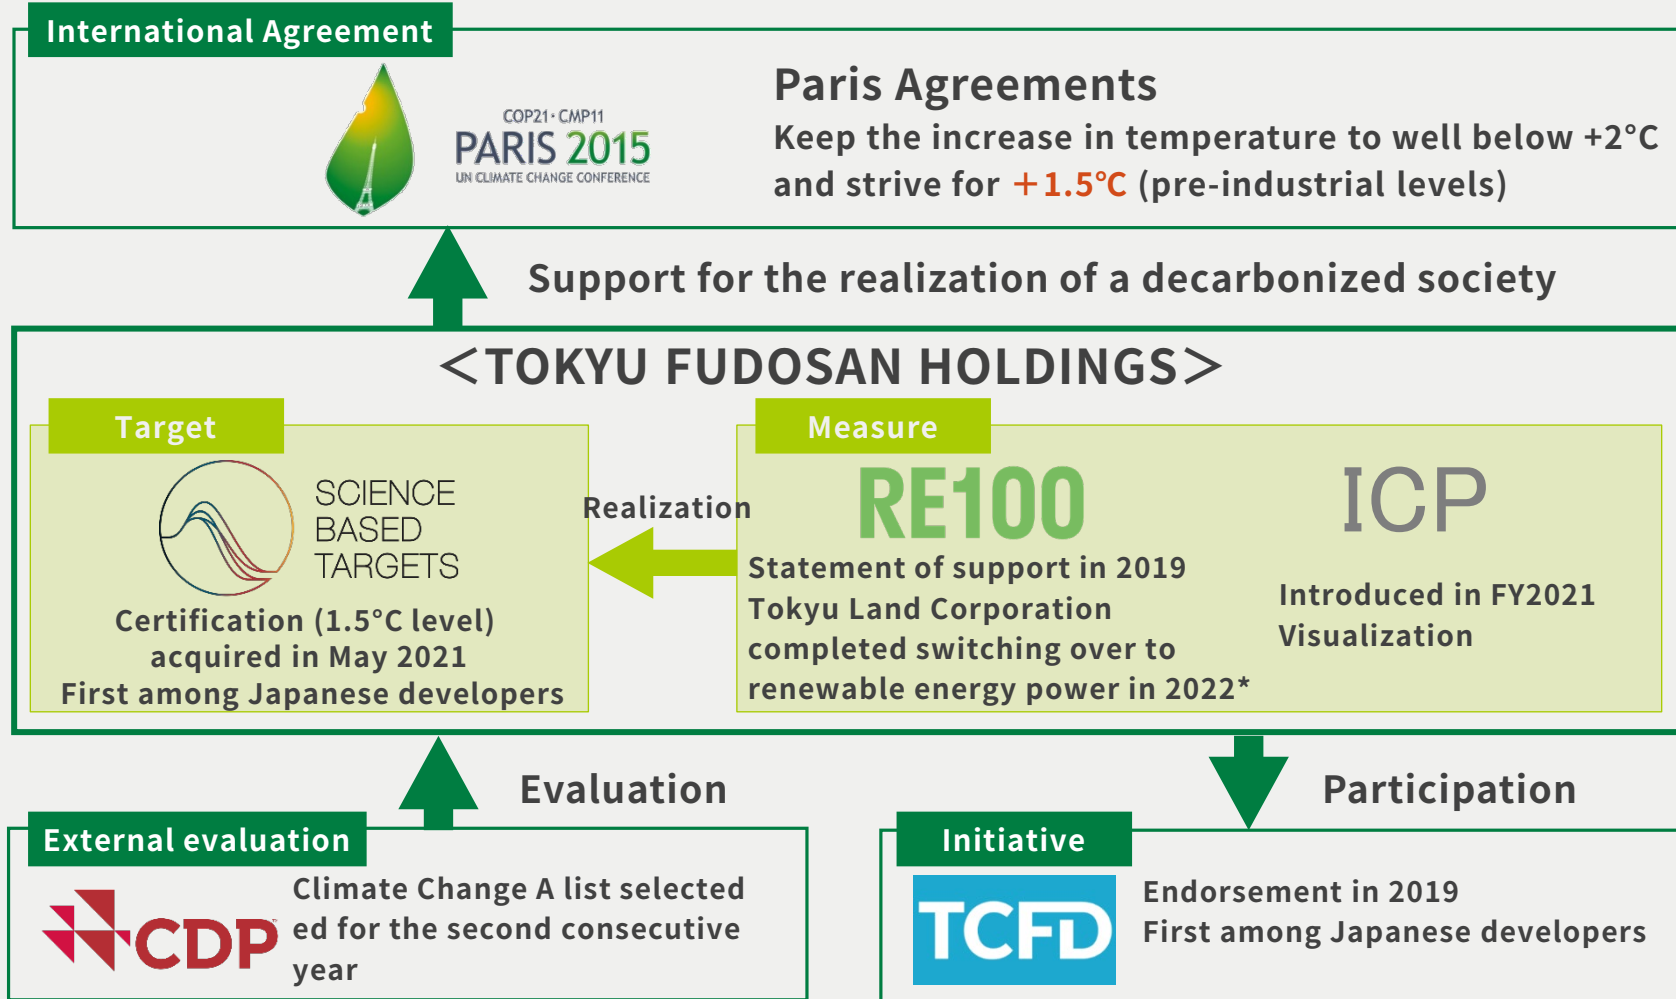 International Agreement
COP21・CMP11
PARIS 2015
UN CLIMATE CHANGE CONFERENCE
Paris Agreements
Keep the increase in temperature to well below +2°C
and strive for ＋1.5℃ (pre-industrial levels)
Support for the realization of a decarbonized society
＜TOKYU FUDOSAN HOLDINGS＞
Target
SCIENCE
BASED
TARGETS
Certification (1.5°C level)
acquired in May 2021
First among Japanese developers
Realization
Measure
RE100
Statement of support in 2019
Tokyu Land Corporation
completed switching over to
renewable energy power in 2022*
ICP
Introduced in FY2021
Visualization
Evaluation
Participation
External evaluation
CDP
Climate Change A list selected
ed for the second consecutive
year
Initiative
TCFD
Endorsement in 2019
First among Japanese developers